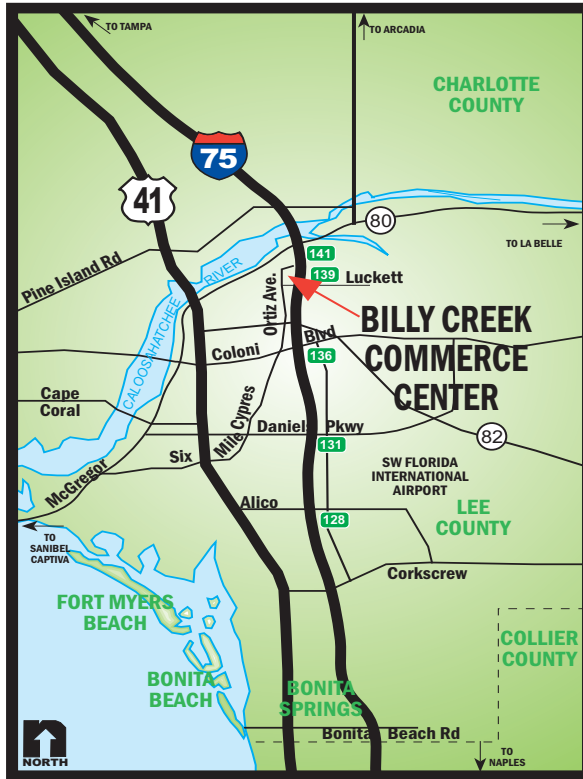 TO TAMPA
TO ARCADIA
CHARLOTTE
COUNTY
75
41
80
TO LA BELLE
141
139
Luckett
Pine Island Rd
RIVER
CALOOSAHATCHEE
Ortiz Ave.
BILLY CREEK
COMMERCE
CENTER
Blvd
Coloni
136
Cape
Coral
Mile Cypres
Daniels Pkwy
131
82
Six
McGregor
SW FLORIDA
INTERNATIONAL
AIRPORT
Alico
128
LEE
COUNTY
TO
SANIBEL
CAPTIVA
Corkscrew
FORT MYERS
BEACH
COLLIER
COUNTY
BONITA
BEACH
BONITA
SPRINGS
Bonita Beach Rd
n
NORTH
TO
NAPLES